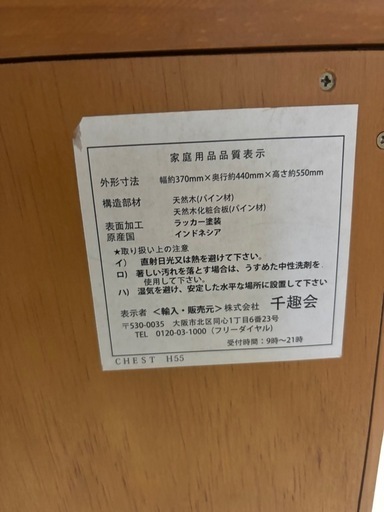 家庭用品品質表示
外形寸法 幅約370mm×奥行約440mm×高さ約550mm
構造部材 天然木(パイン材)
天然木化粧合板(パイン材)
表面加工 ラッカー塗装
原産国 インドネシア
★取り扱い上の注意
イ) 直射日光又は熱を避けて下さい。
ロ) 著しい汚れを落とす場合は、うすめた中性洗剤を
使用して下さい。
ハ) 湿気を避け、安定した水平な場所に設置して下さい
表示者 <輸入・販売元>株式会社 千趣会
〒530-0035 大阪市北区同心1丁目6番23号
TEL 0120-03-1000 (フリーダイヤル)
受付時間:9時~21時
CHEST H55